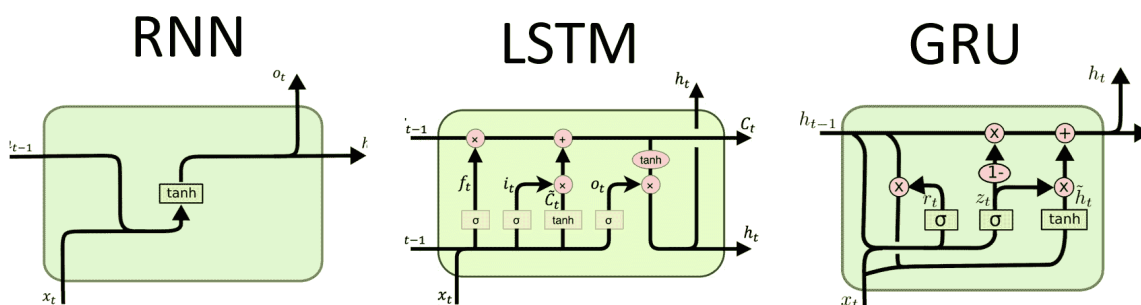 RNN
LSTM
GRU
o_t
tanh
x_t
h_t
C_t
×
+
tanh
f_t
i_t
×
C̃_t
o_t
×
σ
σ
tanh
σ
h_t
x_t
h_t
h_{t-1}
x
+
1-
x
r_t
z_t
x
h̃_t
σ
σ
tanh
x_t